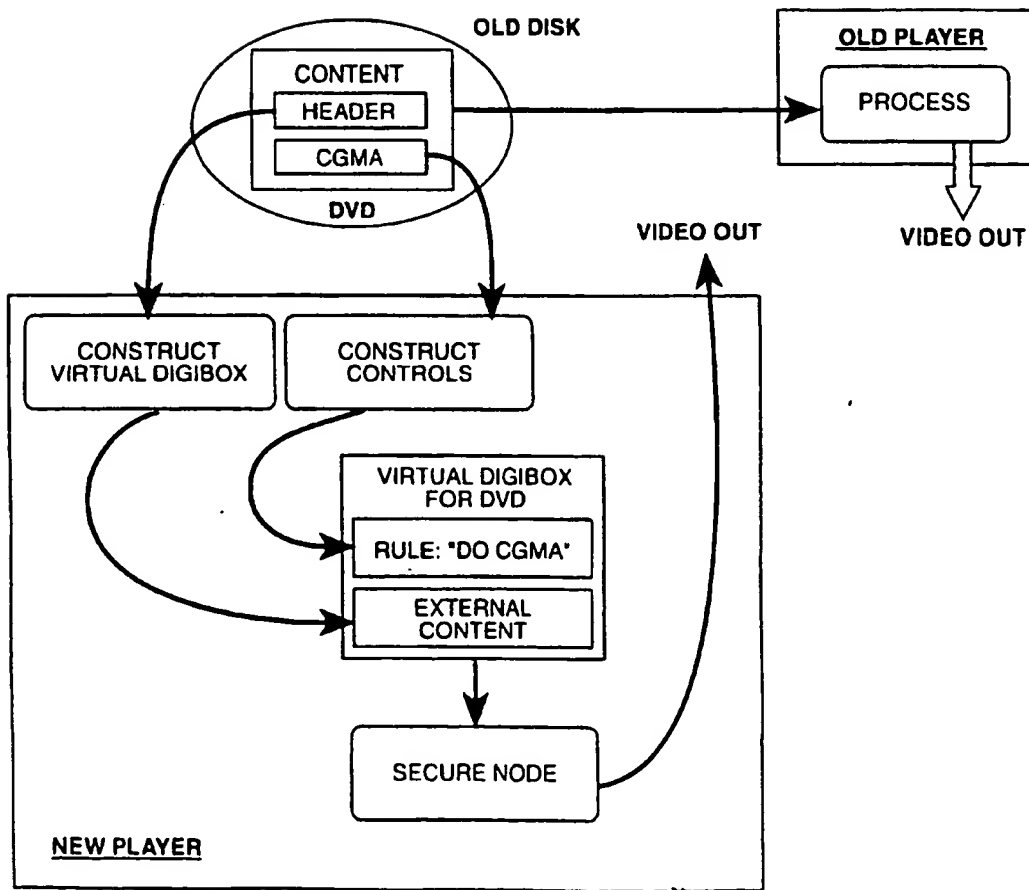 OLD DISK
CONTENT
HEADER
CGMA
DVD
OLD PLAYER
PROCESS
VIDEO OUT
VIDEO OUT
CONSTRUCT
VIRTUAL DIGIBOX
CONSTRUCT
CONTROLS
VIRTUAL DIGIBOX
FOR DVD
RULE: "DO CGMA"
EXTERNAL
CONTENT
SECURE NODE
NEW PLAYER